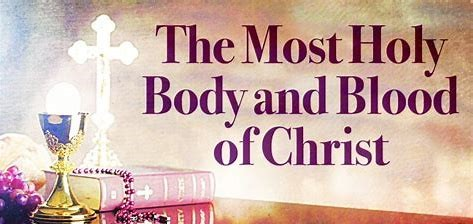 The Most Holy
Body and Blood
of Christ